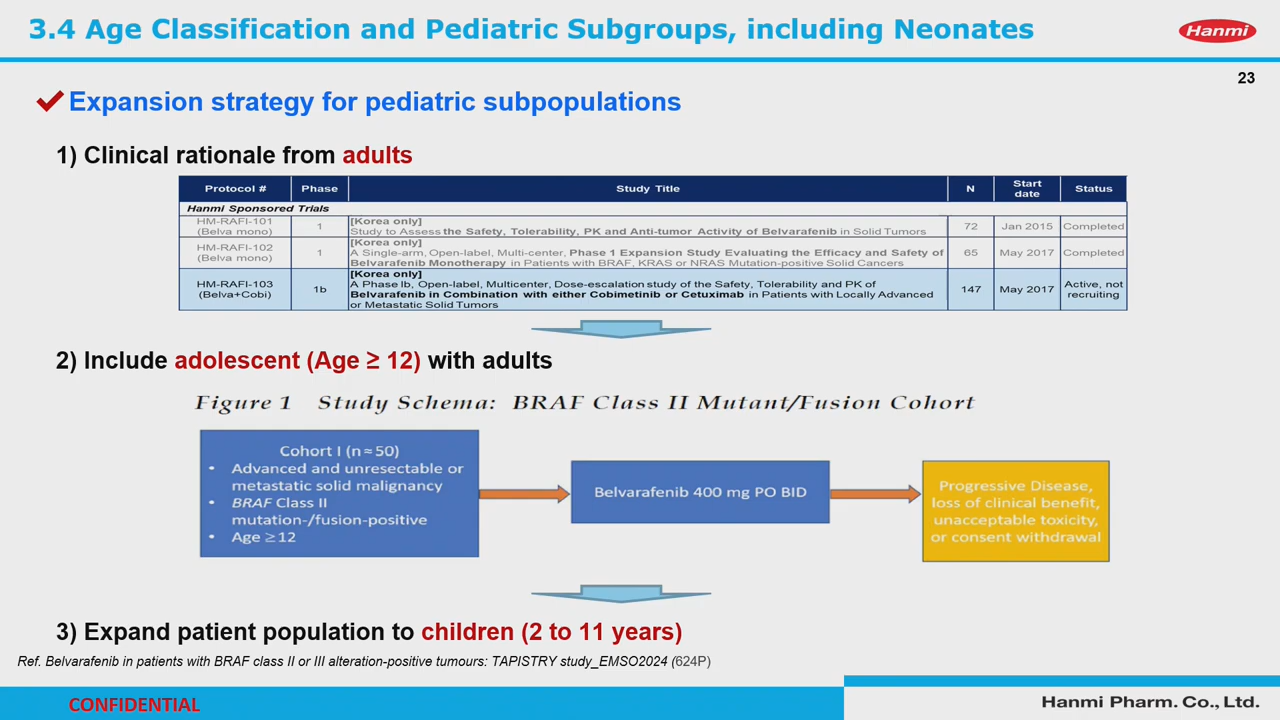 3.4 Age Classification and Pediatric Subgroups, including Neonates
Hanmi
23
Expansion strategy for pediatric subpopulations
1) Clinical rationale from adults
Protocol # Phase Study Title N Start date Status
Hanmi Sponsored Trials
HM-RAFI-101 (Belva mono) 1 [Korea only] Study to Assess the Safety, Tolerability, PK and Anti-tumor Activity of Belvarafenib in Solid Tumors 72 Jan 2015 Completed
HM-RAFI-102 (Belva mono) 1 [Korea only] A Single-arm, Open-label, Multi-center, Phase 1 Expansion Study Evaluating the Efficacy and Safety of Belvarafenib Monotherapy in Patients with BRAF, KRAS or NRAS Mutation-positive Solid Cancers 65 May 2017 Completed
HM-RAFI-103 (Belva+Cobi) 1b [Korea only] A Phase Ib, Open-label, Multicenter, Dose-escalation study of the Safety, Tolerability and PK of Belvarafenib in Combination with either Cobimetinib or Cetuximab in Patients with Locally Advanced or Metastatic Solid Tumors 147 May 2017 Active, not recruiting
2) Include adolescent (Age ≥ 12) with adults
Figure 1 Study Schema: BRAF Class II Mutant/Fusion Cohort
Cohort I (n ≈ 50)
• Advanced and unresectable or
metastatic solid malignancy
• BRAF Class II
mutation-/fusion-positive
• Age ≥ 12
Belvarafenib 400 mg PO BID
Progressive Disease,
loss of clinical benefit,
unacceptable toxicity,
or consent withdrawal
3) Expand patient population to children (2 to 11 years)
Ref. Belvarafenib in patients with BRAF class II or III alteration-positive tumours: TAPISTRY study_EMSO2024 (624P)
CONFIDENTIAL
Hanmi Pharm. Co., Ltd.